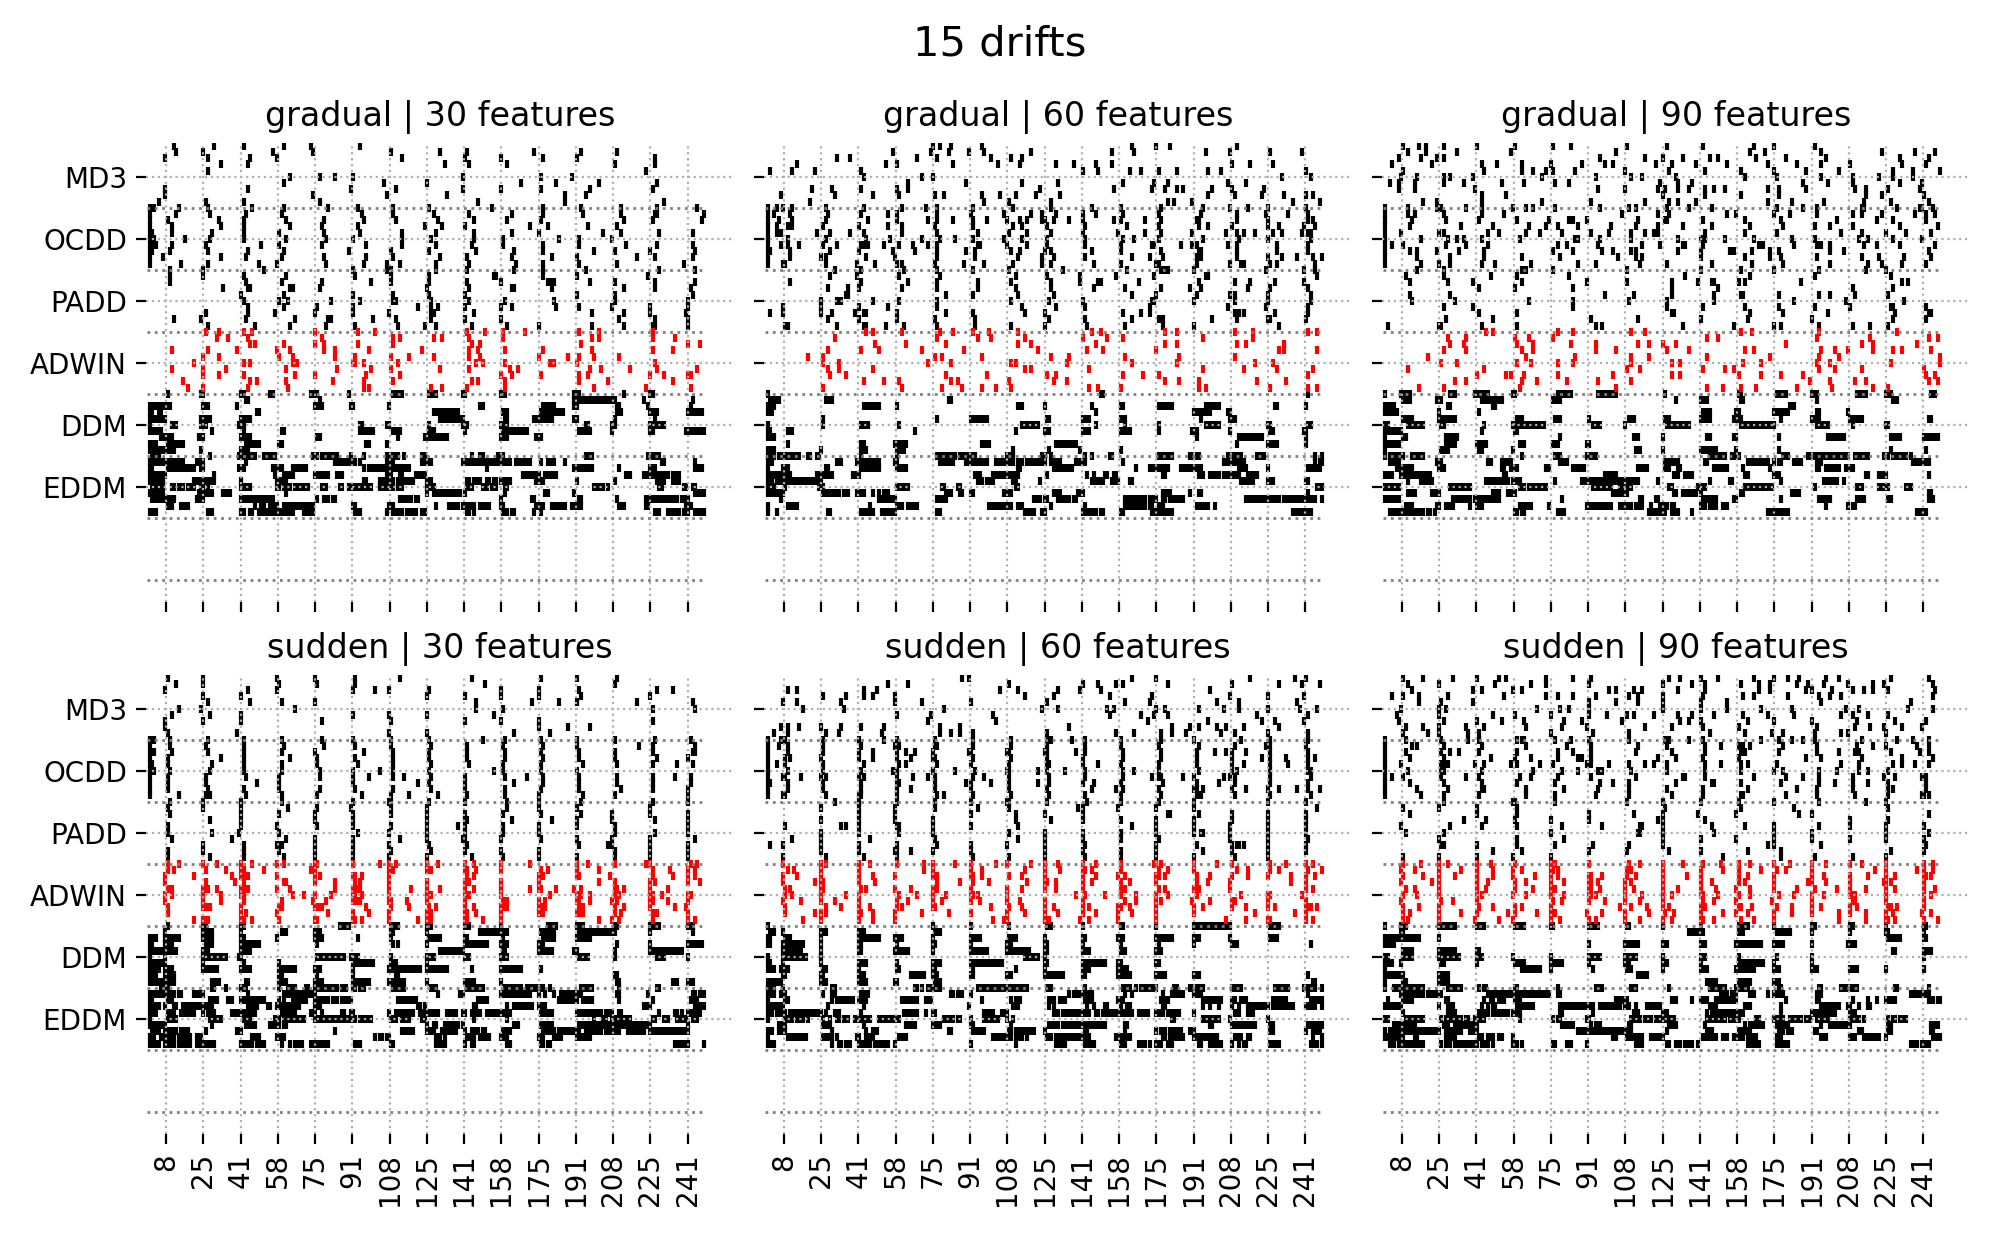 15 drifts
gradual | 30 features
gradual | 60 features
gradual | 90 features
MD3
OCDD
PADD
ADWIN
DDM
EDDM
sudden | 30 features
sudden | 60 features
sudden | 90 features
MD3
OCDD
PADD
ADWIN
DDM
EDDM
8 25 41 58 75 91 108 125 141 158 175 191 208 225 241
8 25 41 58 75 91 108 125 141 158 175 191 208 225 241
8 25 41 58 75 91 108 125 141 158 175 191 208 225 241